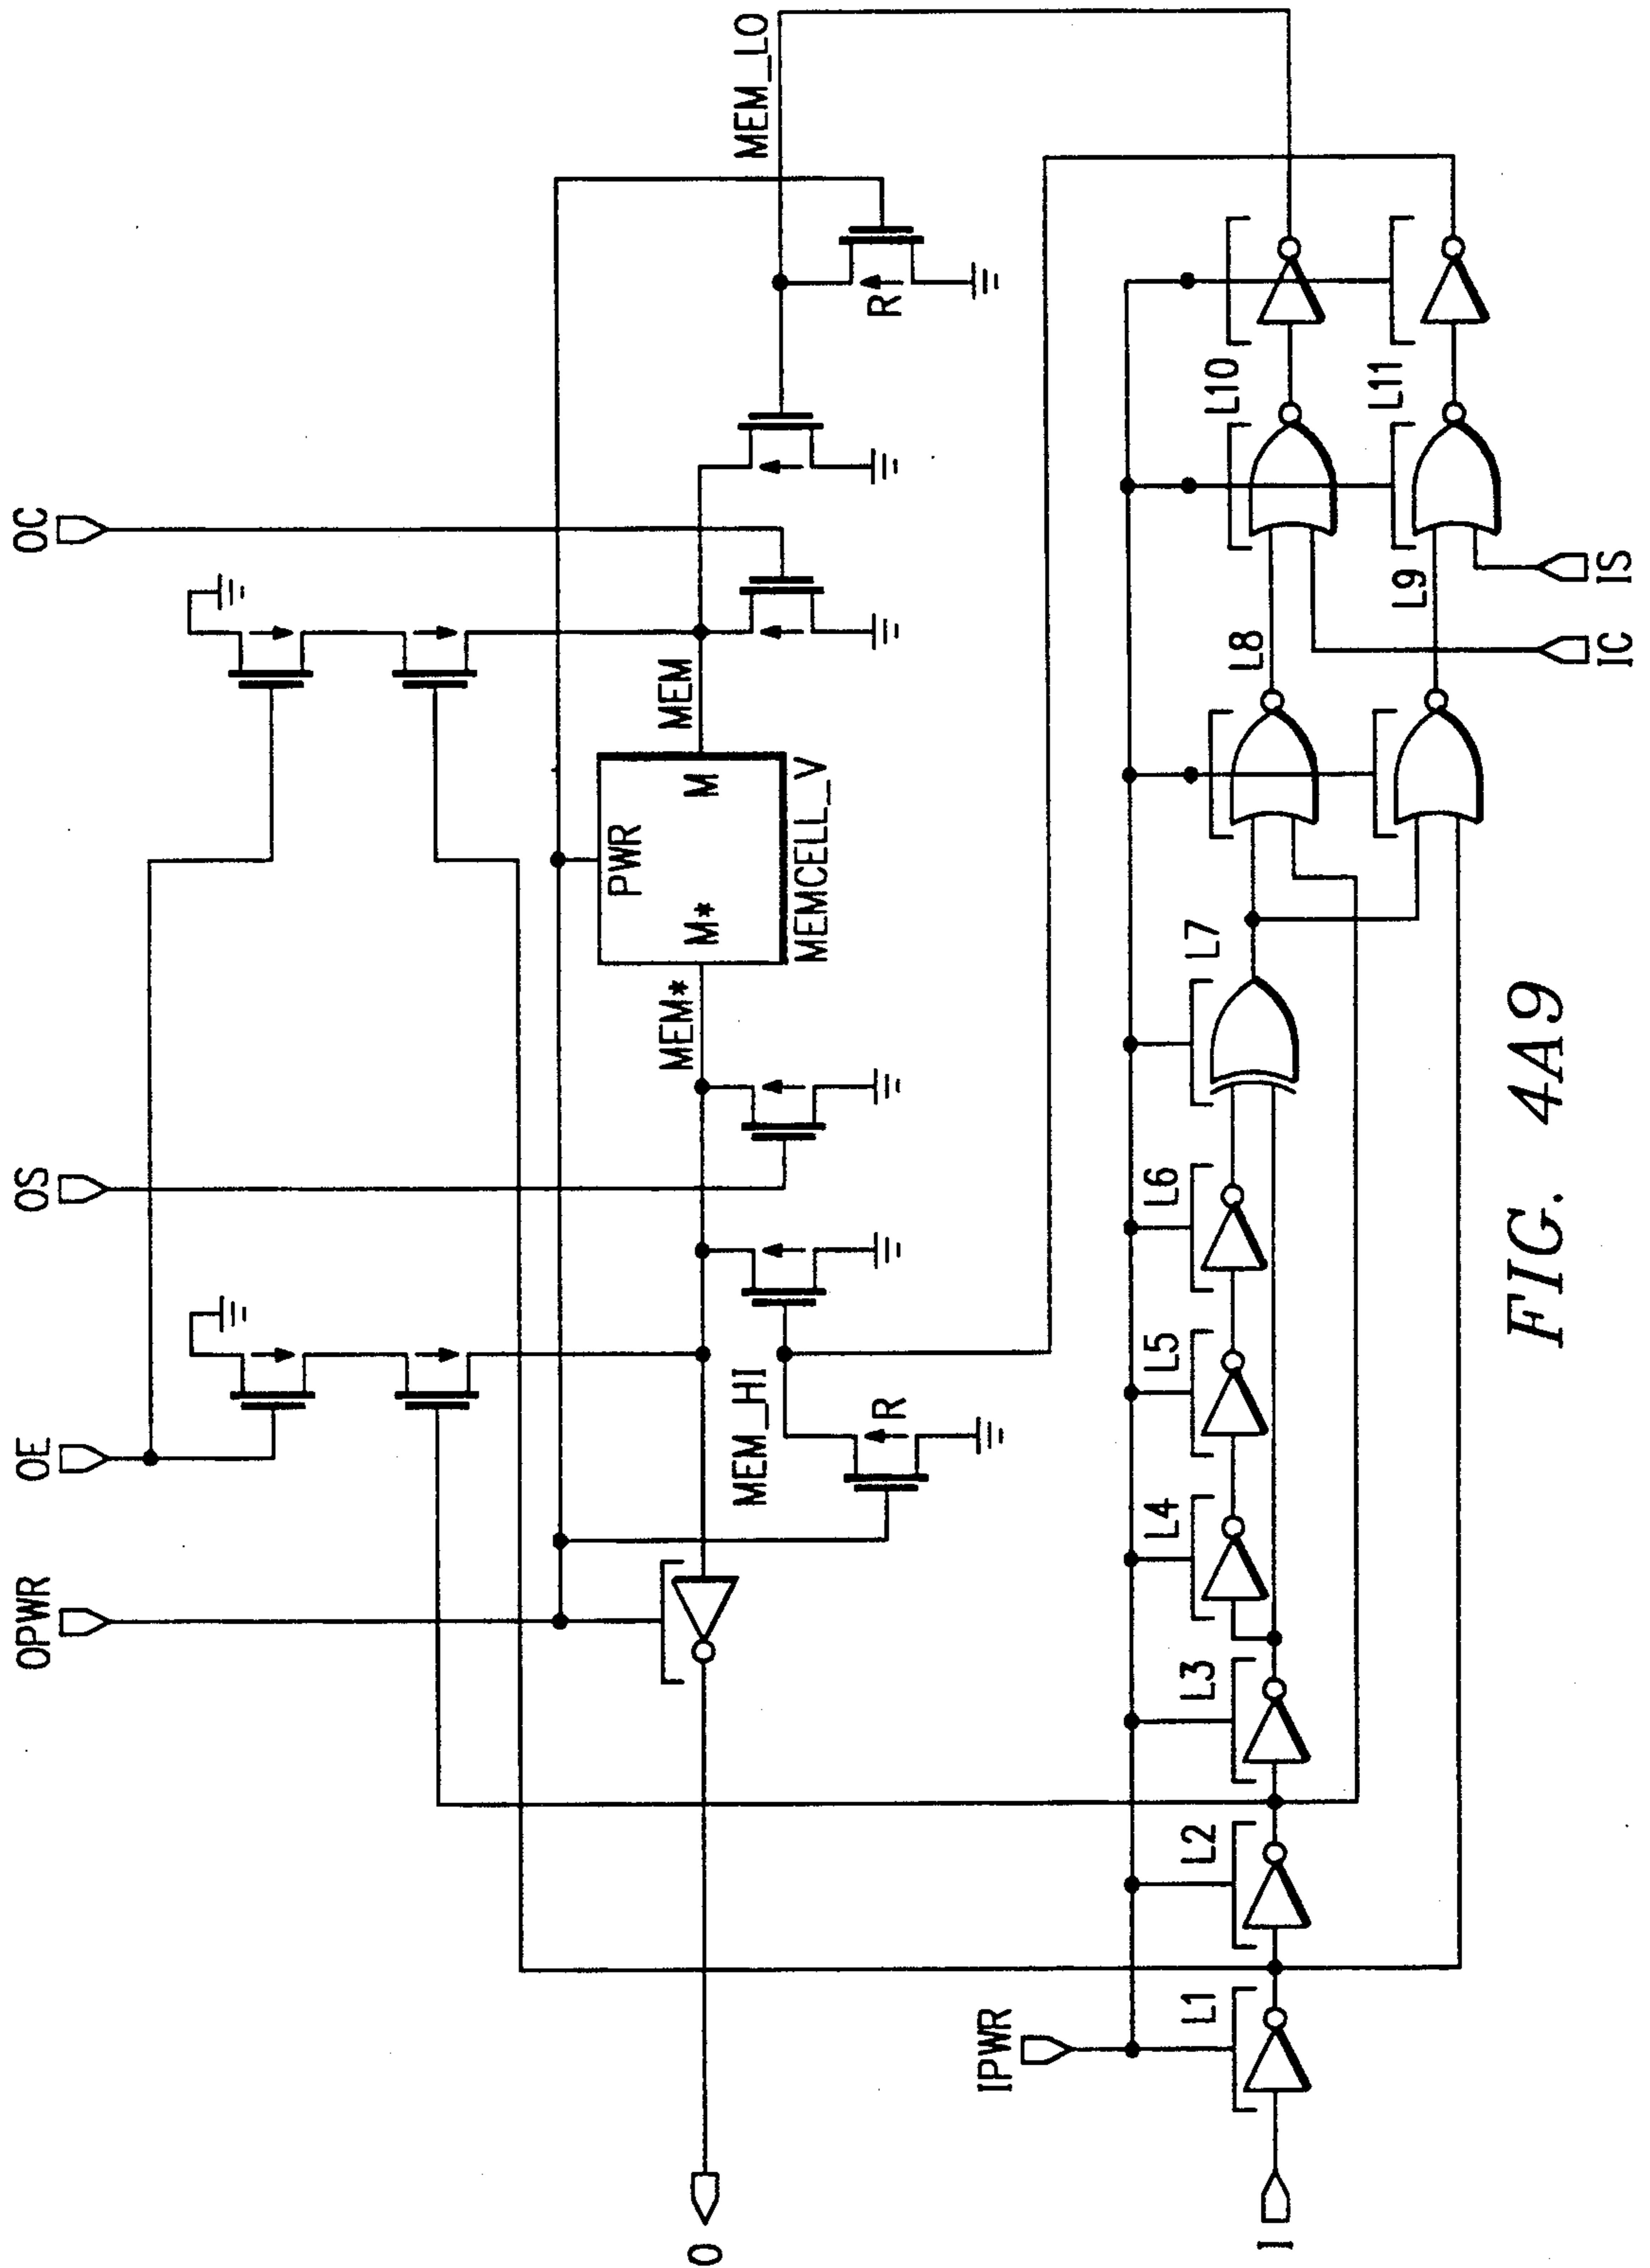 OPWR
OE
OS
OC
MEM_HI
R
MEM*
M*
PWR
M
MEMCELL_V
MEM
MEM_LO
R
O
IPWR
I
L1
L2
L3
L4
L5
L6
L7
L8
L9
L10
L11
IC
IS
FIG. 4A9